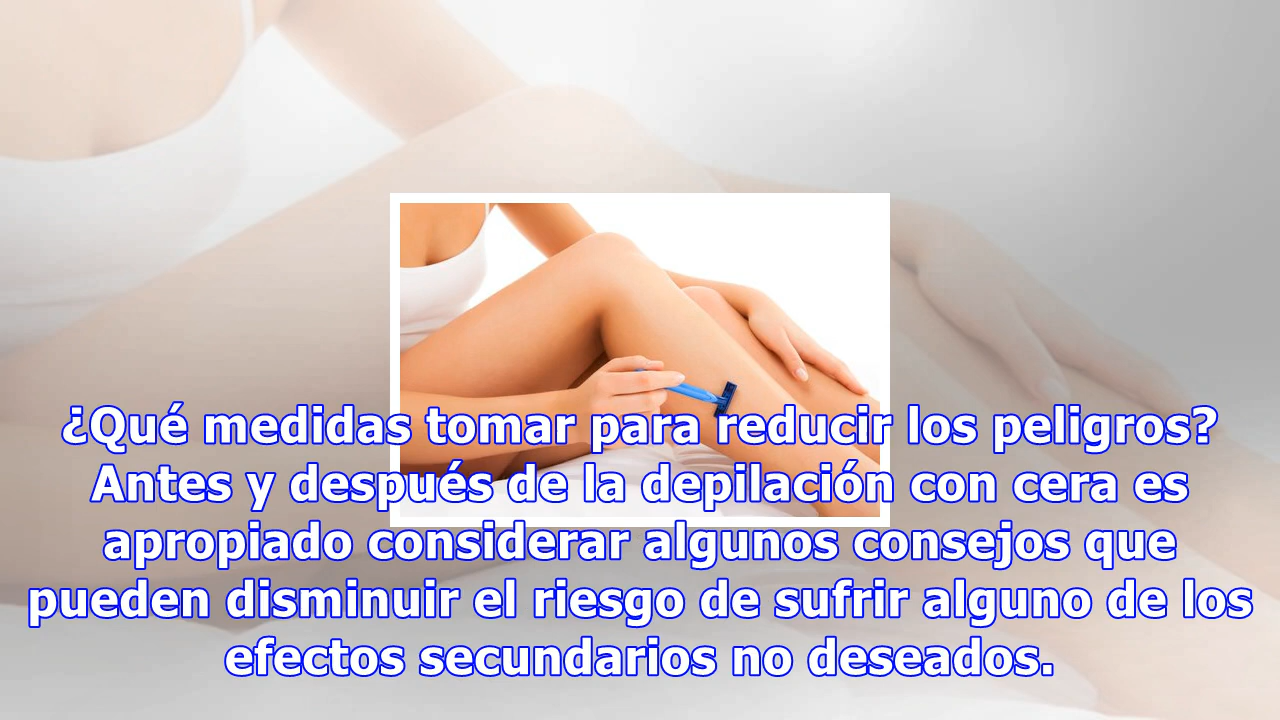 ¿Qué medidas tomar para reducir los peligros?
Antes y después de la depilación con cera es
apropiado considerar algunos consejos que
pueden disminuir el riesgo de sufrir alguno de los
efectos secundarios no deseados.